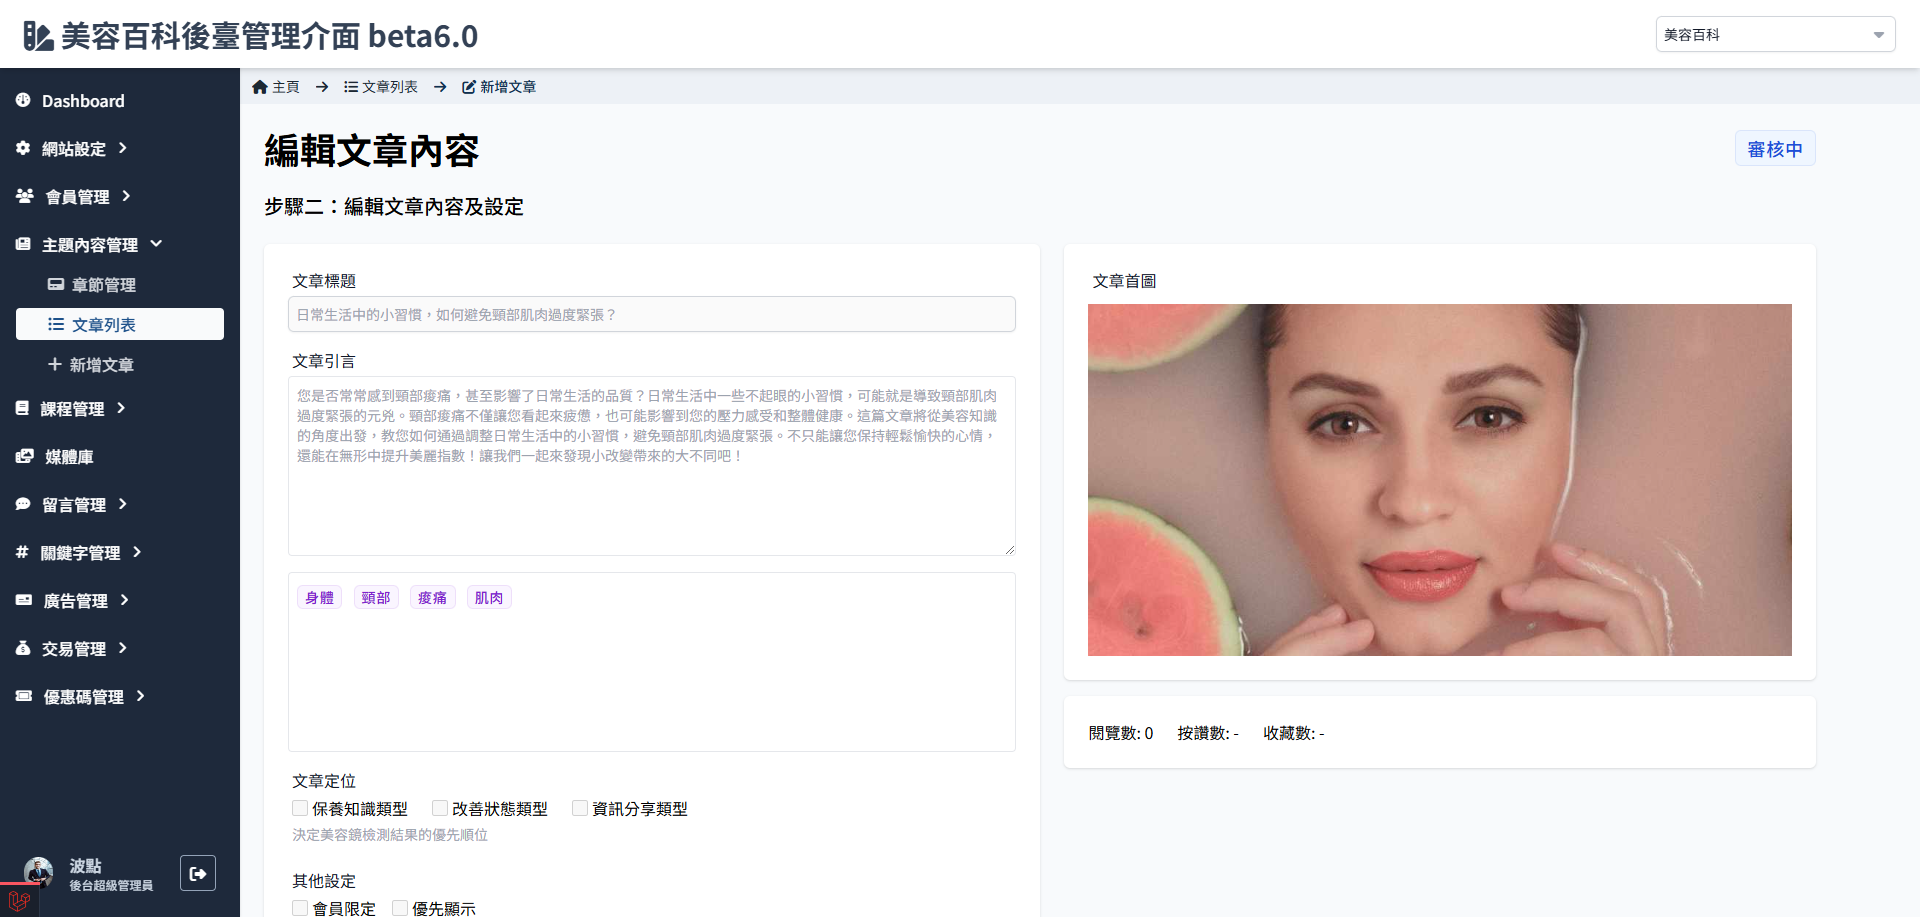 美容百科後臺管理介面 beta6.0
美容百科
Dashboard
網站設定
會員管理
主題內容管理
章節管理
文章列表
新增文章
課程管理
媒體庫
留言管理
關鍵字管理
廣告管理
交易管理
優惠碼管理
波點
後台超級管理員
主頁 → 文章列表 → 新增文章
編輯文章內容
審核中
步驟二：編輯文章內容及設定
文章標題
日常生活中的小習慣，如何避免頸部肌肉過度緊張？
文章引言
您是否常常感到頸部痠痛，甚至影響了日常生活的品質？日常生活中一些不起眼的小習慣，可能就是導致頸部肌肉
過度緊張的元兇。頸部痠痛不僅讓您看起來疲憊，也可能影響到您的壓力感受和整體健康。這篇文章將從美容知識
的角度出發，教您如何通過調整日常生活中的小習慣，避免頸部肌肉過度緊張。不只能讓您保持輕鬆愉快的心情，
還能在無形中提升美麗指數！讓我們一起來發現小改變帶來的大不同吧！
身體 頸部 痠痛 肌肉
文章定位
保養知識類型 改善狀態類型 資訊分享類型
決定美容鏡檢測結果的優先順位
其他設定
會員限定 優先顯示
文章首圖
閱覽數: 0 按讚數: - 收藏數: -